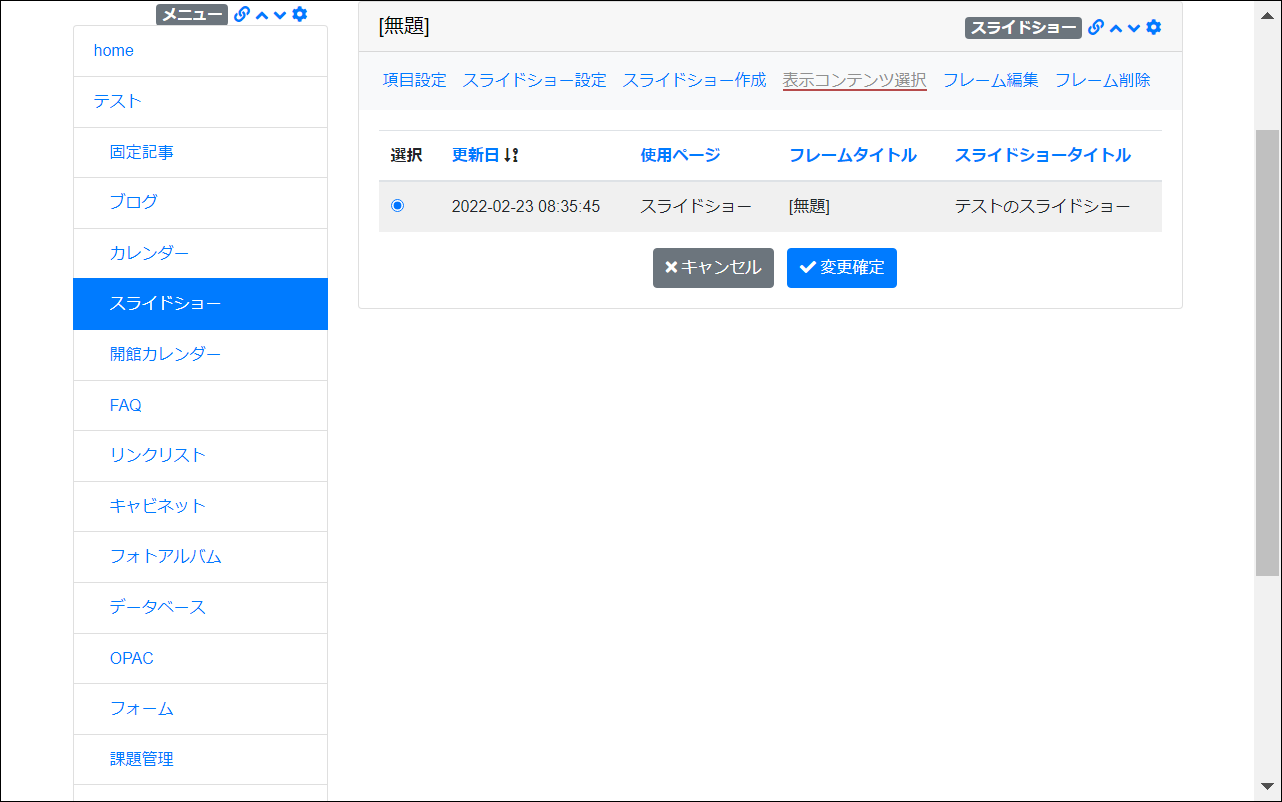 メニュー
home
テスト
固定記事
ブログ
カレンダー
スライドショー
開館カレンダー
FAQ
リンクリスト
キャビネット
フォトアルバム
データベース
OPAC
フォーム
課題管理
[無題] スライドショー
項目設定 スライドショー設定 スライドショー作成 表示コンテンツ選択 フレーム編集 フレーム削除
選択 更新日 使用ページ フレームタイトル スライドショータイトル
2022-02-23 08:35:45 スライドショー [無題] テストのスライドショー
キャンセル 変更確定